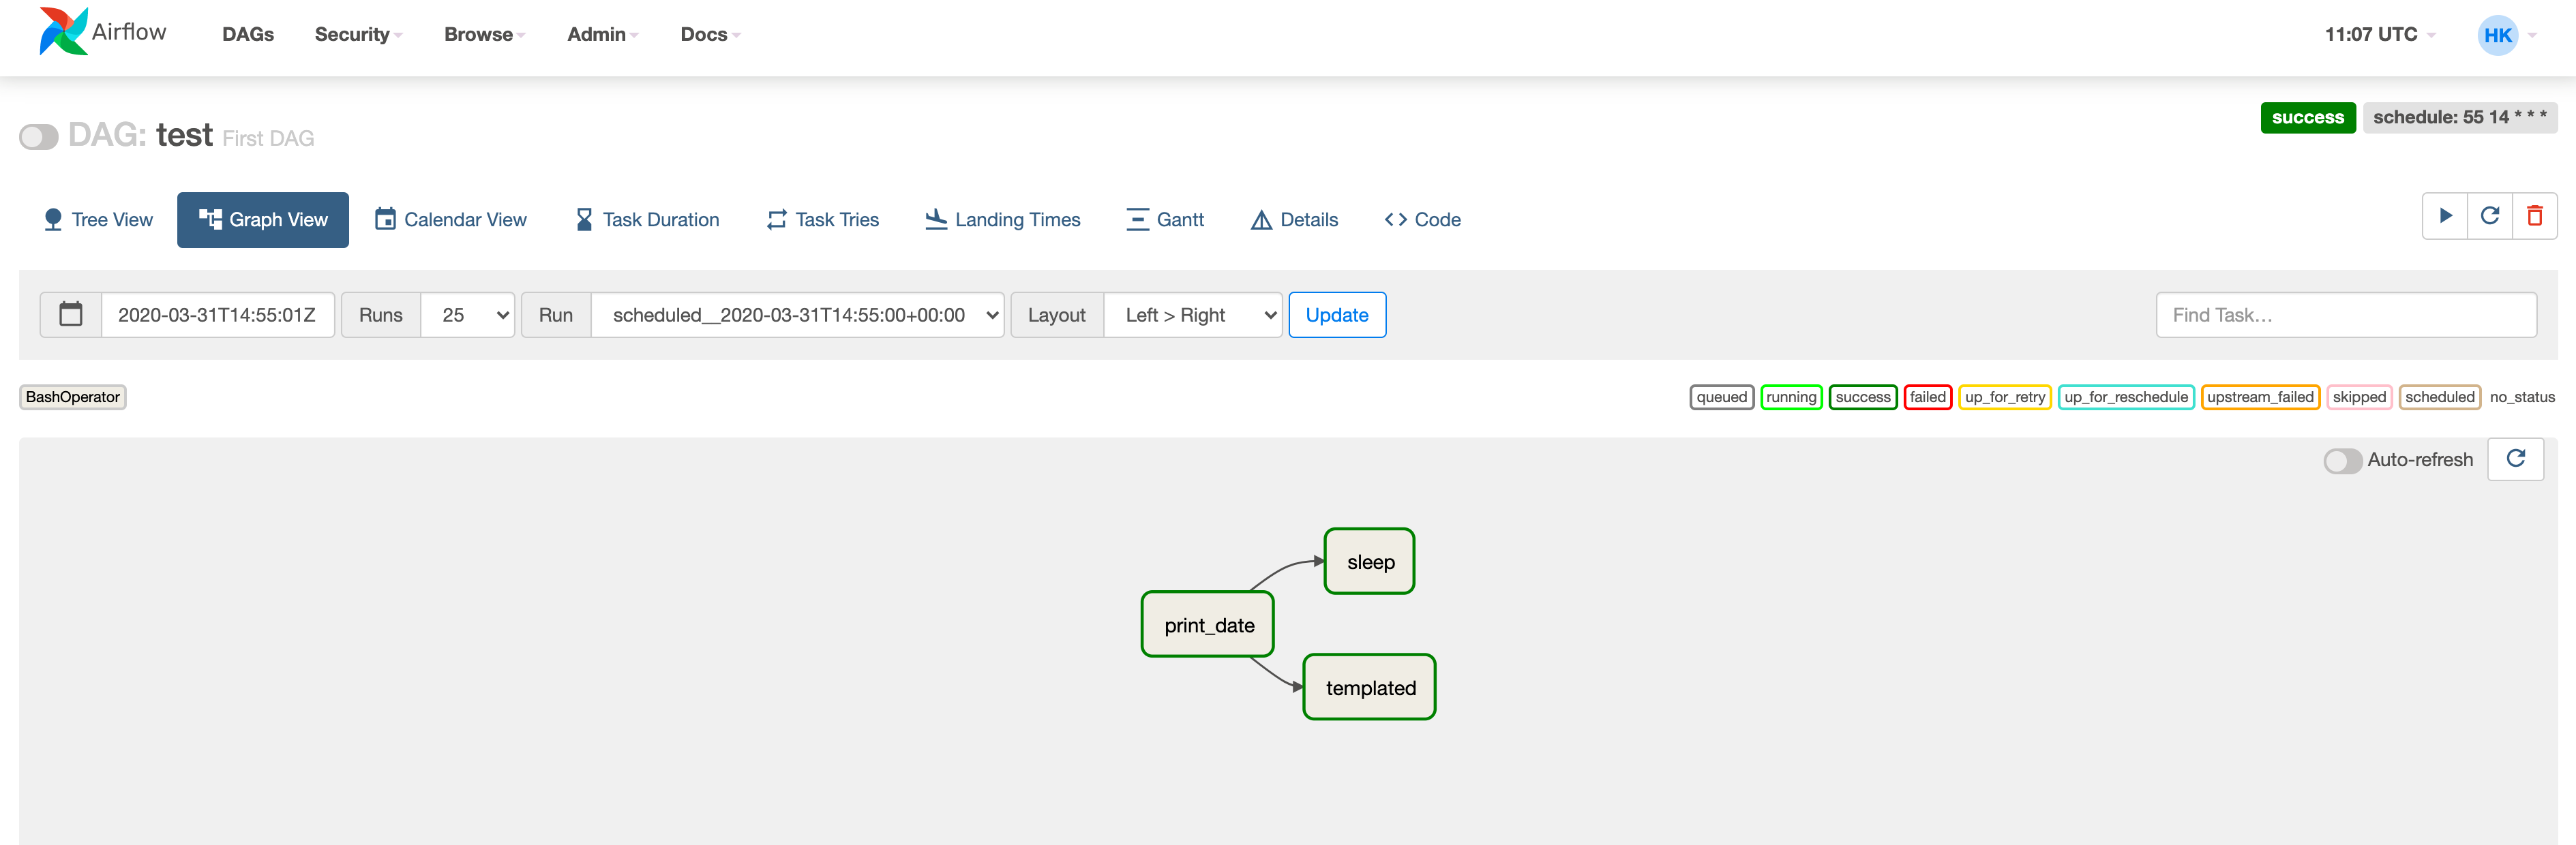 Airflow DAGs Security Browse Admin Docs 11:07 UTC HK
DAG: test First DAG success schedule: 55 14 * * *
Tree View Graph View Calendar View Task Duration Task Tries Landing Times Gantt Details Code
2020-03-31T14:55:01Z Runs 25 Run scheduled__2020-03-31T14:55:00+00:00 Layout Left > Right Update Find Task...
BashOperator queued running success failed up_for_retry up_for_reschedule upstream_failed skipped scheduled no_status
Auto-refresh
sleep
print_date
templated